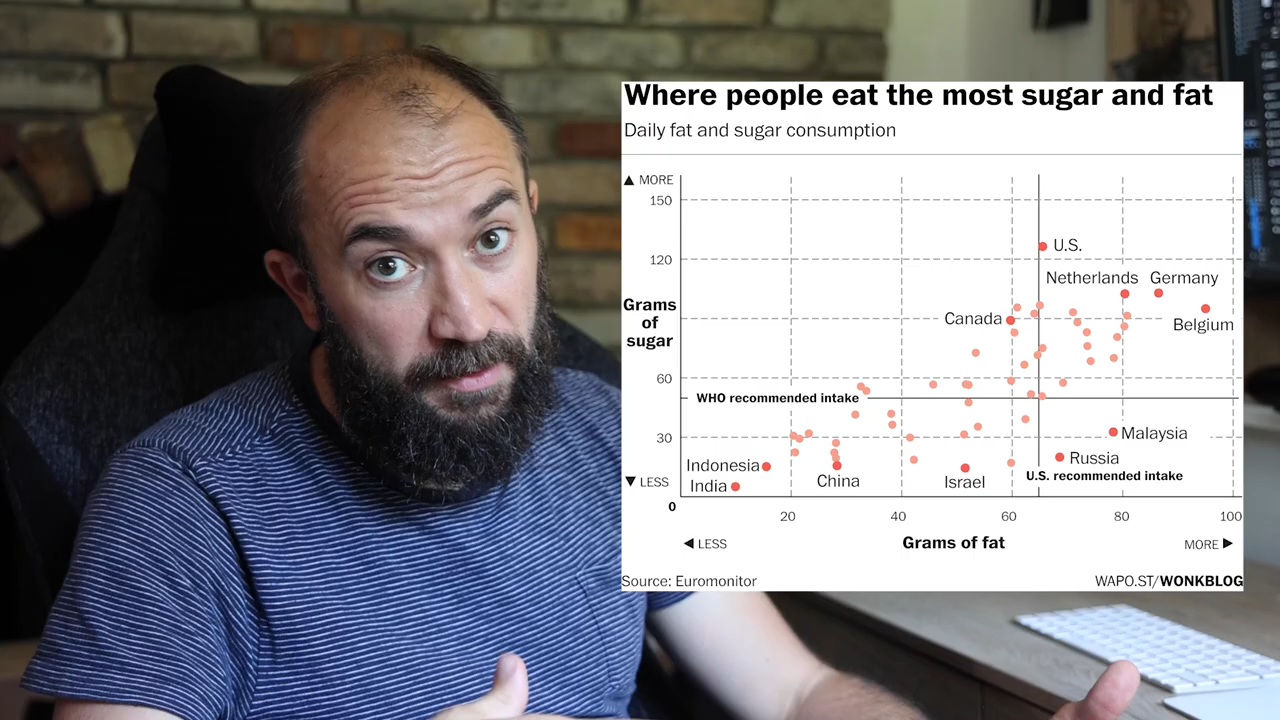 Where people eat the most sugar and fat
Daily fat and sugar consumption
▲ MORE
150
U.S.
120
Netherlands Germany
Grams
of
sugar
Canada
Belgium
60
WHO recommended intake
30
Malaysia
Indonesia
Russia
▼ LESS
India
China
Israel
U.S. recommended intake
0
20 40 60 80 100
◀ LESS
Grams of fat
MORE ▶
Source: Euromonitor
WAPO.ST/WONKBLOG